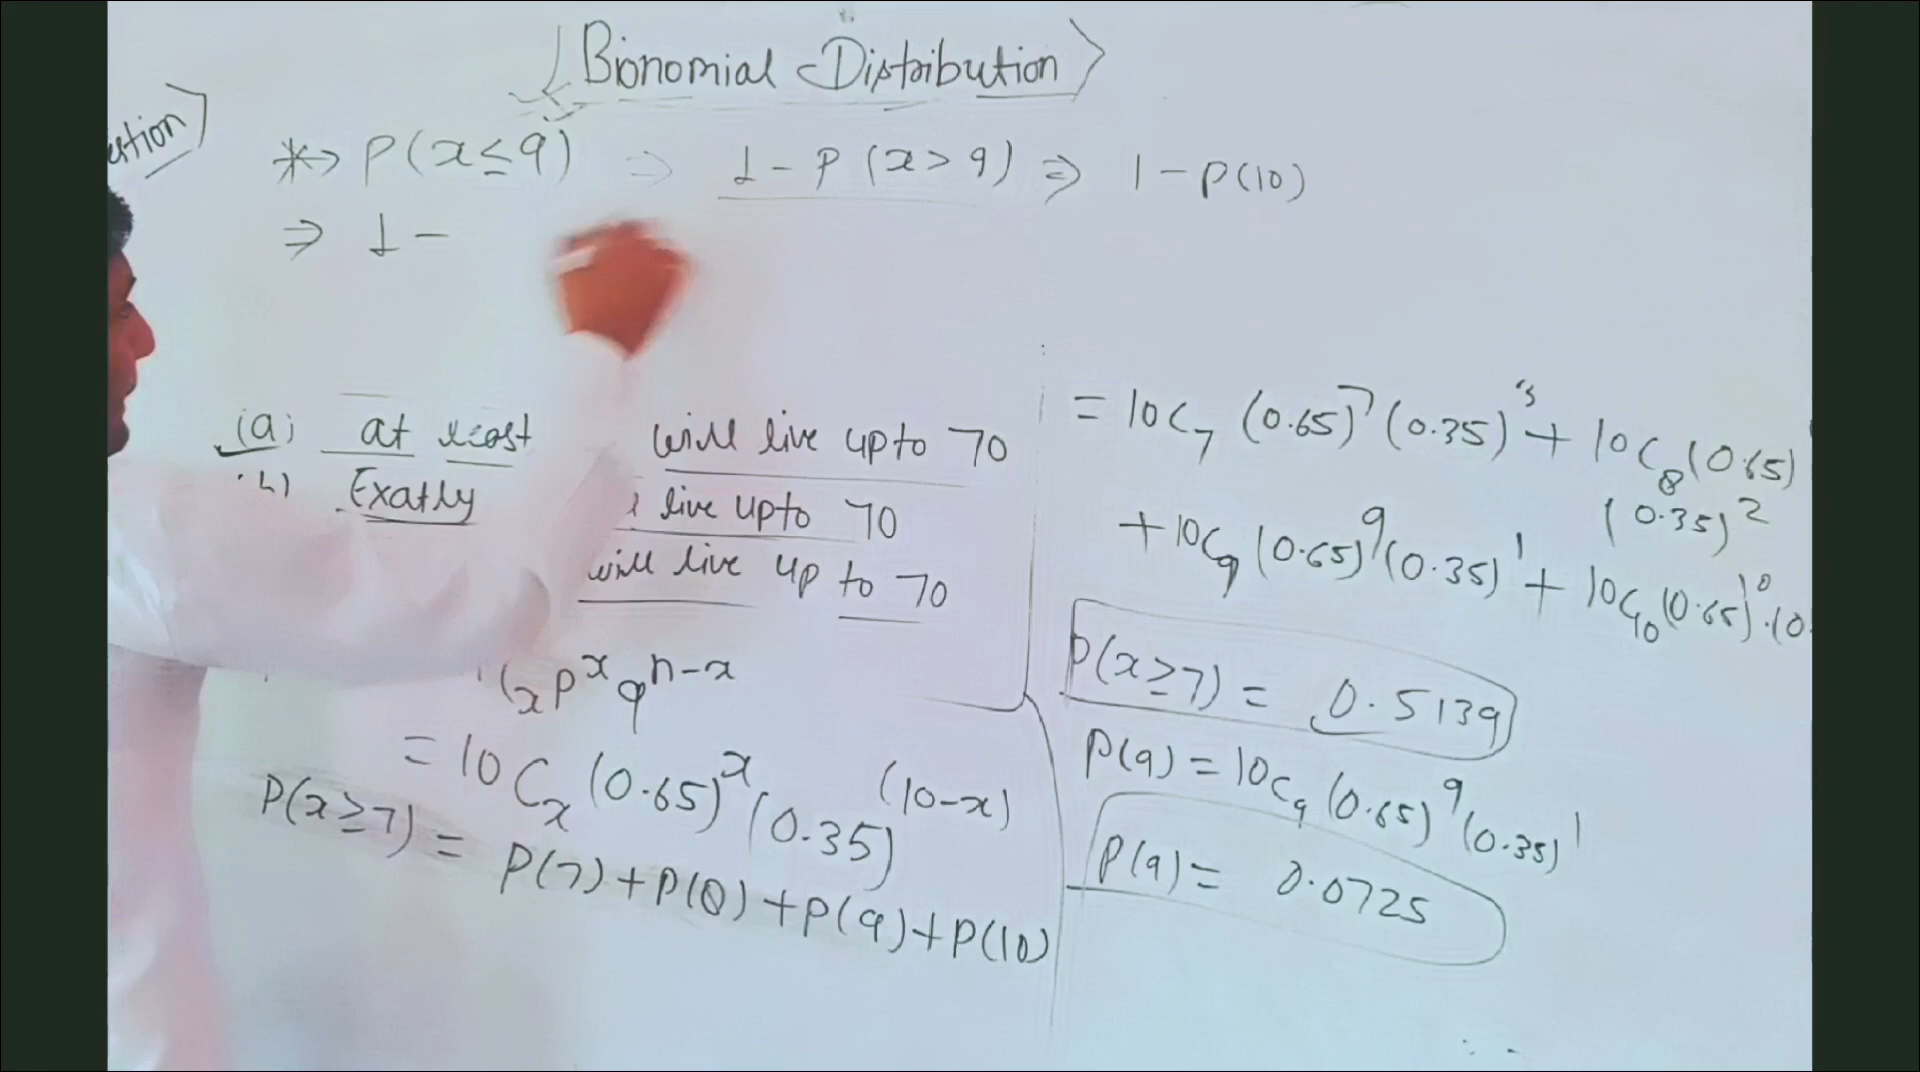 Bionomial Distribution
P(x≤9) ⇒ 1-P(x>9) ⇒ 1-P(10)
⇒ 1-
(a) at least will live upto 70
Exatly live upto 70
will live up to 70
Cₓ pˣ qⁿ⁻ˣ
= 10Cₓ (0.65)ˣ (0.35)⁽¹⁰⁻ˣ⁾
P(x≥7) = P(7)+P(8)+P(9)+P(10)
= 10C₇ (0.65)⁷ (0.35)³ + 10C₈ (0.65)
(0.35)²
+ 10C₉ (0.65)⁹ (0.35)¹ + 10C₁₀ (0.65)¹⁰.(0.
P(x≥7) = 0.5139
P(9) = 10C₉ (0.65)⁹ (0.35)¹
P(9) = 0.0725